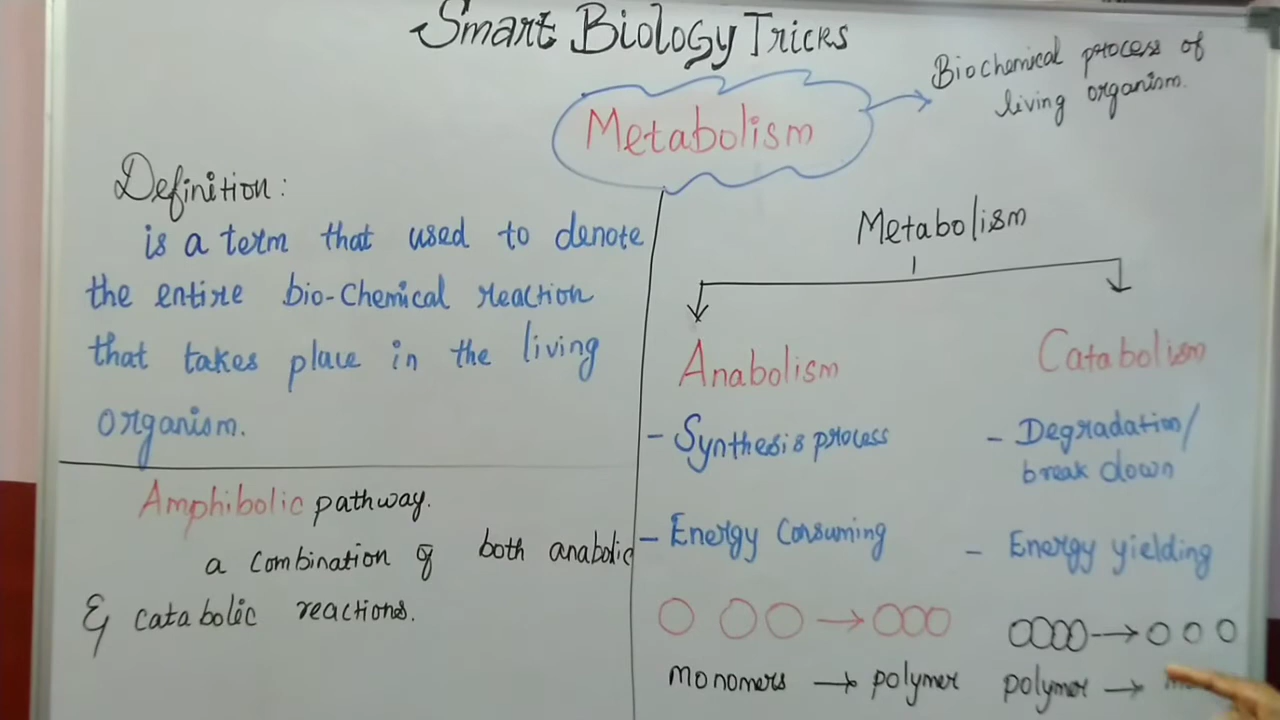 Smart Biology Tricks
Metabolism
Biochemical process of
living organism.
Definition:
is a term that used to denote
the entire bio-chemical reaction
that takes place in the living
organism.
Amphibolic pathway.
a combination of both anabolic
& catabolic reactions.
Metabolism
Anabolism
- Synthesis process
- Energy consuming
monomers → polymer
Catabolism
- Degradation/
break down
- Energy yielding
polymer →